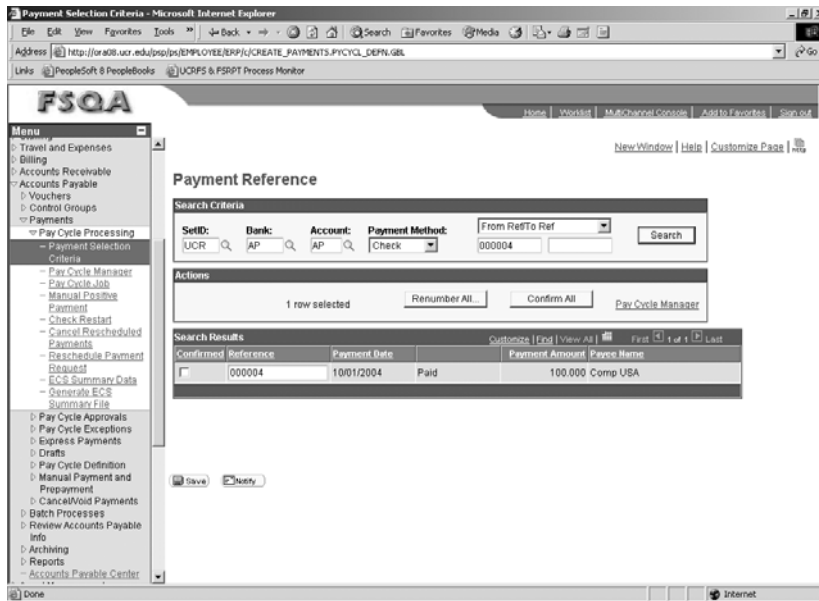 Payment Selection Criteria - Microsoft Internet Explorer
File Edit View Favorites Tools » Back Search Favorites Media
Address http://ora08.ucr.edu/psp/ps/EMPLOYEE/ERP/c/CREATE_PAYMENTS.PYCYCL_DEFN.GBL Go
Links PeopleSoft 8 PeopleBooks UCRFS & FSRPT Process Monitor
FSQA
Home | Worklist | MultiChannel Console | Add to Favorites | Sign out
Menu
Travel and Expenses
Billing
Accounts Receivable
Accounts Payable
Vouchers
Control Groups
Payments
Pay Cycle Processing
– Payment Selection
Criteria
– Pay Cycle Manager
– Pay Cycle Job
– Manual Positive
Payment
– Check Restart
– Cancel Rescheduled
Payments
– Reschedule Payment
Request
– ECS Summary Data
– Generate ECS
Summary File
Pay Cycle Approvals
Pay Cycle Exceptions
Express Payments
Drafts
Pay Cycle Definition
Manual Payment and
Prepayment
Cancel/Void Payments
Batch Processes
Review Accounts Payable
Info
Archiving
Reports
– Accounts Payable Center
New Window | Help | Customize Page |
Payment Reference
Search Criteria
SetID: Bank: Account: Payment Method: From Ref/To Ref
UCR AP AP Check 000004 Search
Actions
1 row selected Renumber All... Confirm All Pay Cycle Manager
Search Results Customize | Find | View All | First 1 of 1 Last
Confirmed Reference Payment Date Payment Amount Payee Name
000004 10/01/2004 Paid 100.000 Comp USA
Save Notify
Done Internet